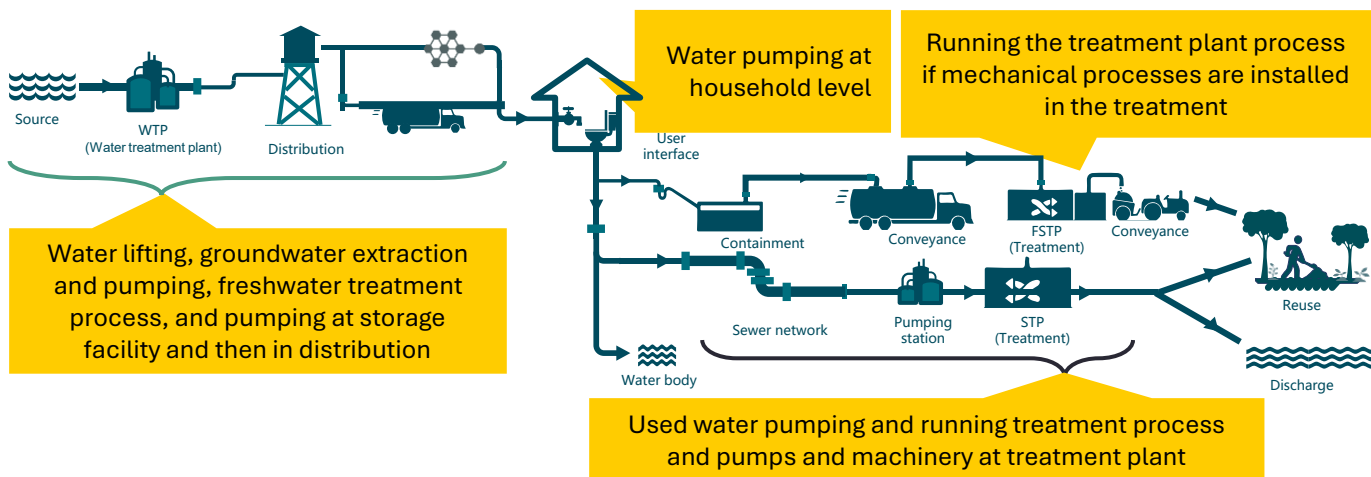 Source
WTP
(Water treatment plant)
Distribution
Water lifting, groundwater extraction
and pumping, freshwater treatment
process, and pumping at storage
facility and then in distribution
Water pumping at
household level
User
interface
Running the treatment plant process
if mechanical processes are installed
in the treatment
Containment
Conveyance
FSTP
(Treatment)
Conveyance
Sewer network
Pumping
station
STP
(Treatment)
Reuse
Water body
Discharge
Used water pumping and running treatment process
and pumps and machinery at treatment plant